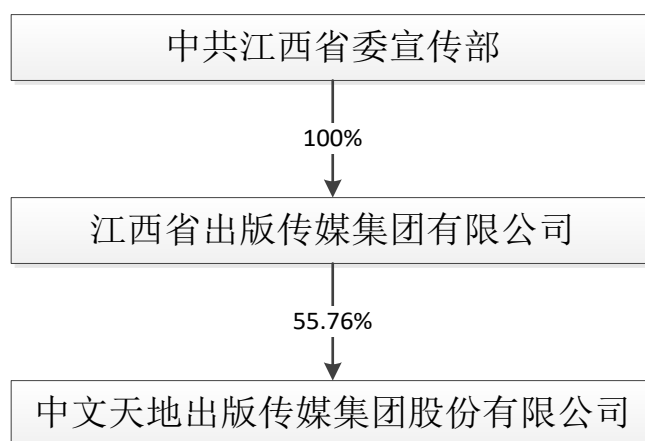 中共江西省委宣传部
100%
江西省出版传媒集团有限公司
55.76%
中文天地出版传媒集团股份有限公司